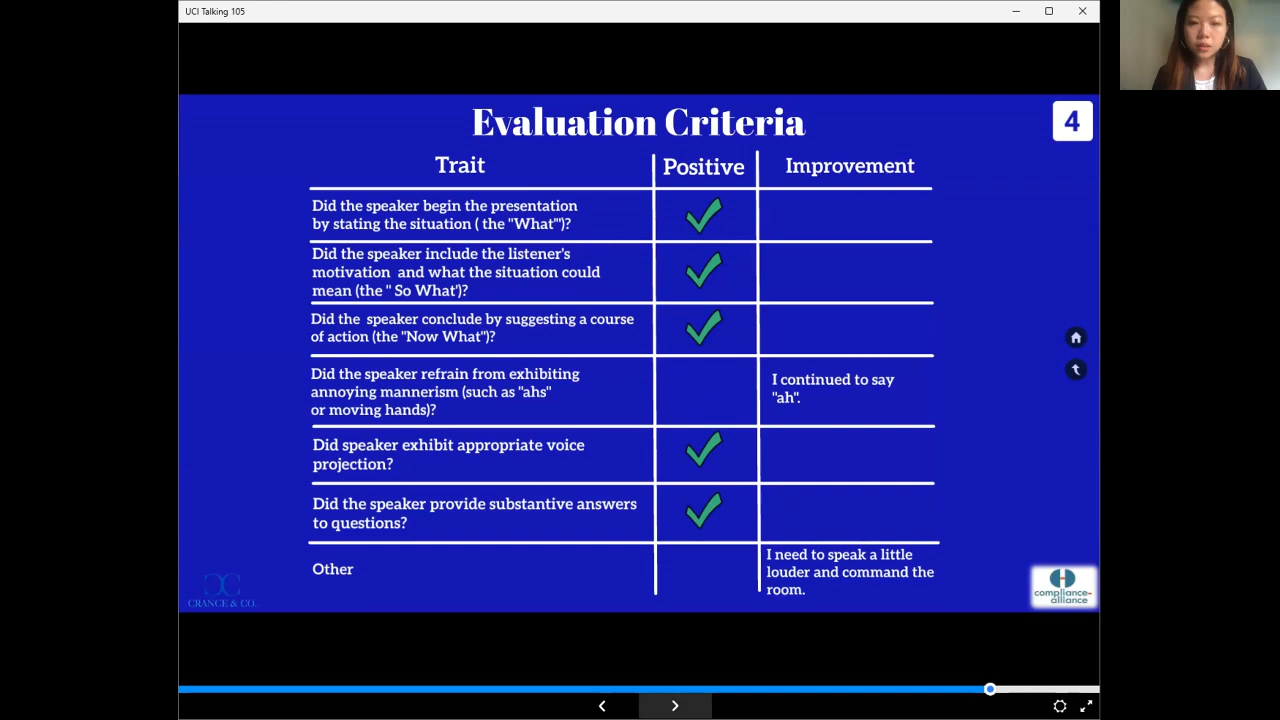 UCI Talking 105
Evaluation Criteria
4
Trait
Positive
Improvement
Did the speaker begin the presentation
by stating the situation ( the "What"')?
Did the speaker include the listener's
motivation and what the situation could
mean (the " So What')?
Did the speaker conclude by suggesting a course
of action (the "Now What")?
Did the speaker refrain from exhibiting
annoying mannerism (such as "ahs"
or moving hands)?
I continued to say
"ah".
Did speaker exhibit appropriate voice
projection?
Did the speaker provide substantive answers
to questions?
Other
I need to speak a little
louder and command the
room.
CRANCE & CO.
compliance-
alliance